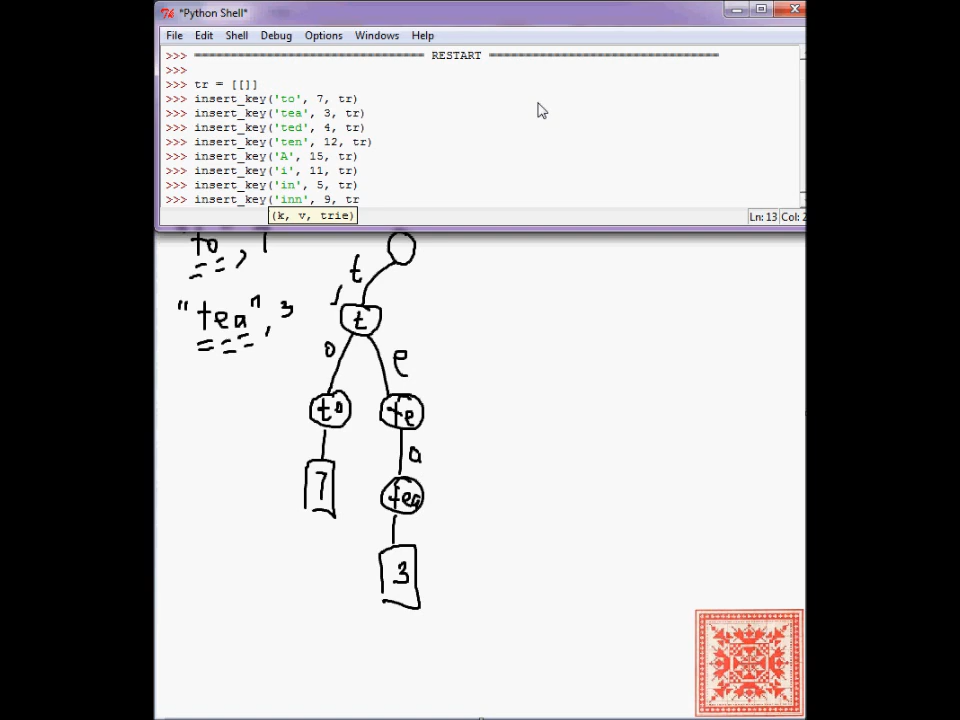 *Python Shell*
File Edit Shell Debug Options Windows Help
>>> ================================ RESTART ================================
>>>
>>> tr = [[]]
>>> insert_key('to', 7, tr)
>>> insert_key('tea', 3, tr)
>>> insert_key('ted', 4, tr)
>>> insert_key('ten', 12, tr)
>>> insert_key('A', 15, tr)
>>> insert_key('i', 11, tr)
>>> insert_key('in', 5, tr)
>>> insert_key('inn', 9, tr
(k, v, trie)
Ln: 13 Col:
to, 7
t
"tea", 3
t
o e
to te
a
7 tea
3